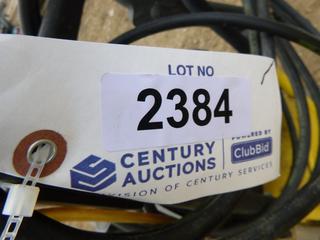 LOT NO
2384
CENTURY
AUCTIONS
POWERED BY
ClubBid
DIVISION OF CENTURY SERVICES